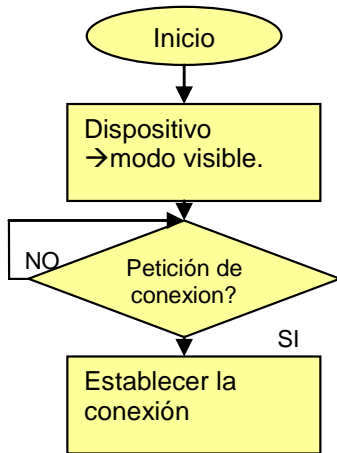 Inicio
Dispositivo
→modo visible.
NO
Petición de
conexion?
SI
Establecer la
conexión